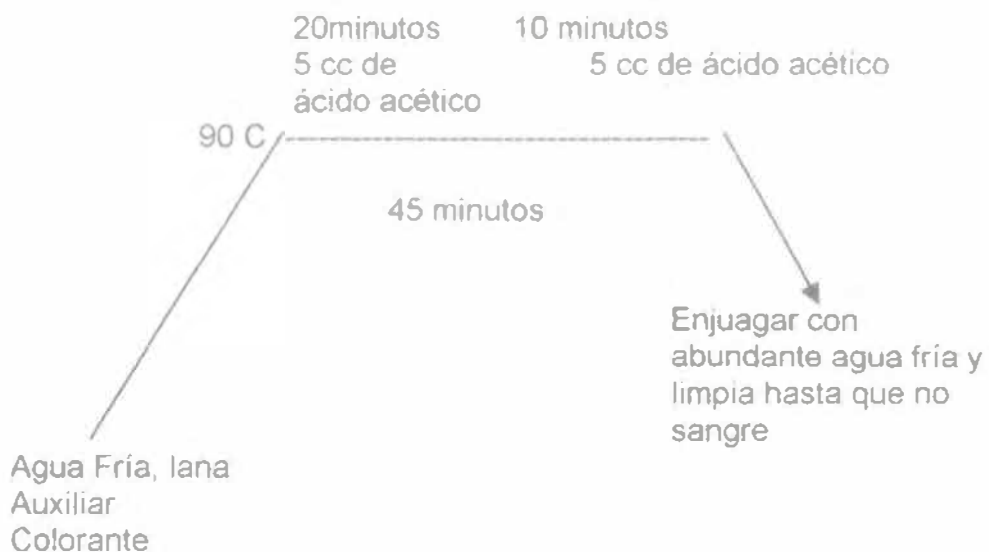 20minutos 10 minutos
5 cc de 5 cc de ácido acético
ácido acético
90 C
45 minutos
Enjuagar con
abundante agua fría y
limpia hasta que no
sangre
Agua Fría, lana
Auxiliar
Colorante